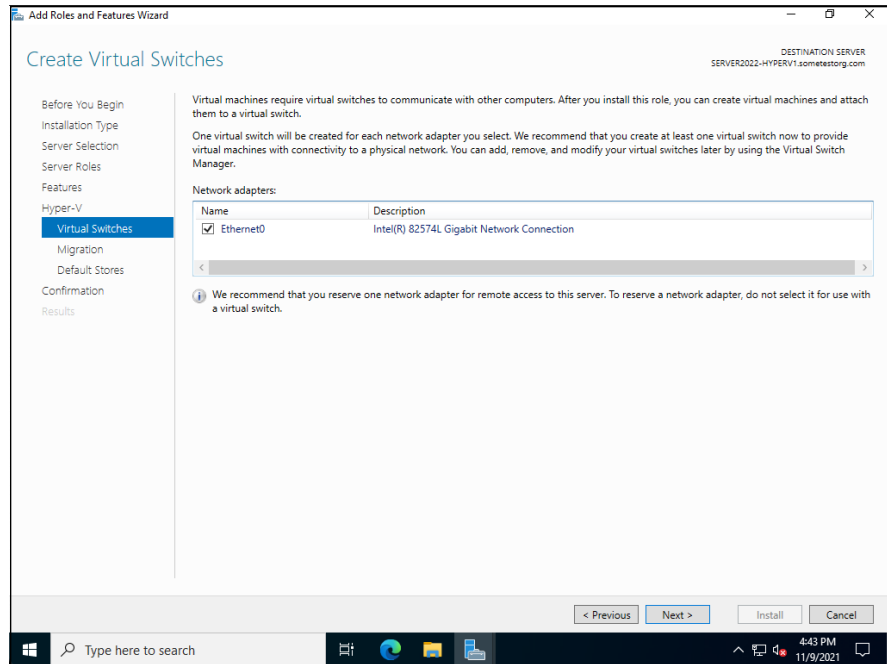 Add Roles and Features Wizard
Create Virtual Switches
DESTINATION SERVER
SERVER2022-HYPERV1.sometestorg.com
Before You Begin
Installation Type
Server Selection
Server Roles
Features
Hyper-V
Virtual Switches
Migration
Default Stores
Confirmation
Results
Virtual machines require virtual switches to communicate with other computers. After you install this role, you can create virtual machines and attach
them to a virtual switch.
One virtual switch will be created for each network adapter you select. We recommend that you create at least one virtual switch now to provide
virtual machines with connectivity to a physical network. You can add, remove, and modify your virtual switches later by using the Virtual Switch
Manager.
Network adapters:
Name Description
Ethernet0 Intel(R) 82574L Gigabit Network Connection
We recommend that you reserve one network adapter for remote access to this server. To reserve a network adapter, do not select it for use with
a virtual switch.
< Previous Next > Install Cancel
Type here to search
4:43 PM
11/9/2021